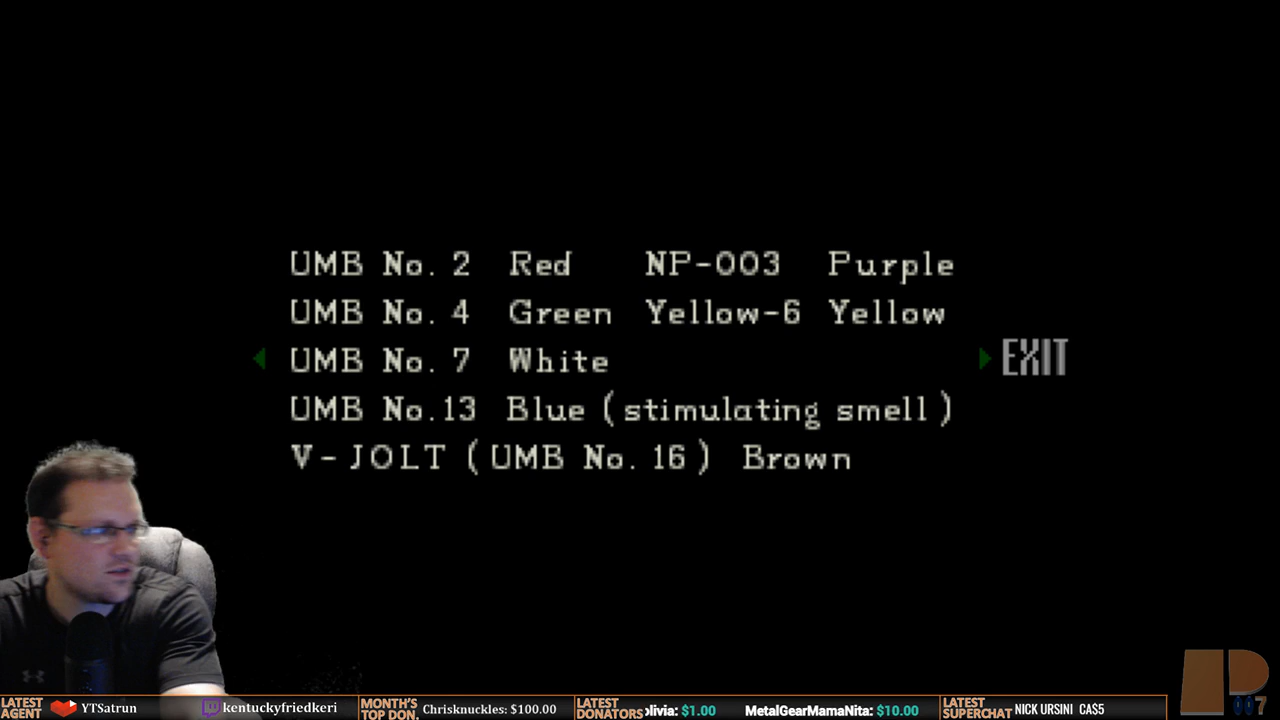 UMB No. 2 Red NP-003 Purple
UMB No. 4 Green Yellow-6 Yellow
UMB No. 7 White
EXIT
UMB No.13 Blue (stimulating smell)
V-JOLT (UMB No. 16) Brown
LATEST AGENT YTSatrun kentuckyfriedkeri MONTH'S TOP DON. Chrisknuckles: $100.00 LATEST DONATORS olivia: $1.00 MetalGearMamaNita: $10.00 LATEST SUPERCHAT NICK URSINI CA$5
007